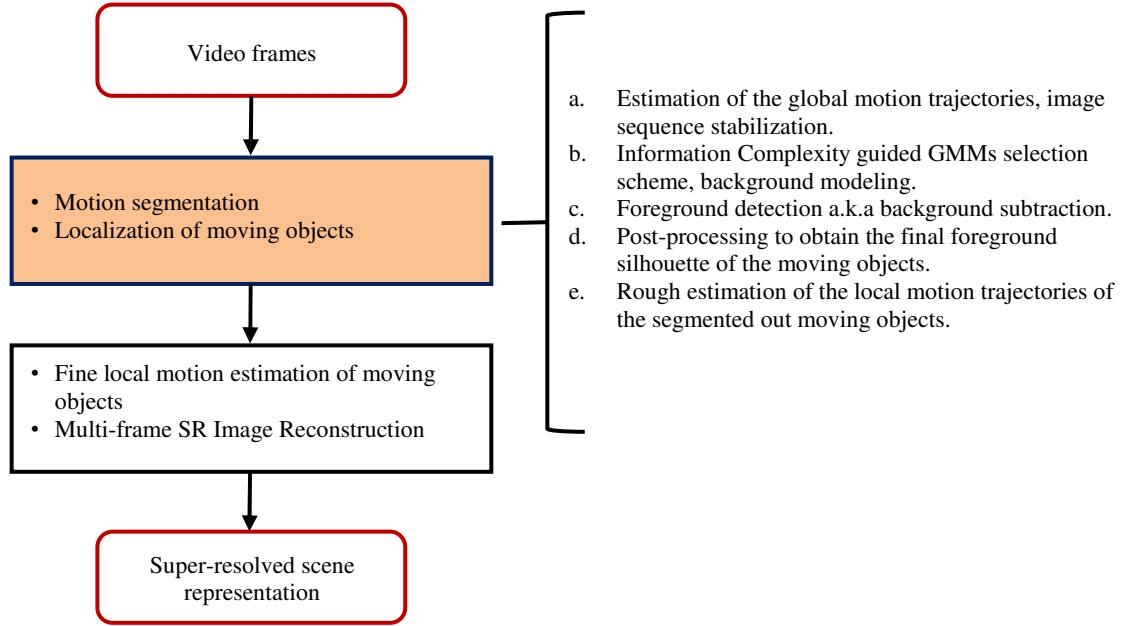 Video frames
• Motion segmentation
• Localization of moving objects
• Fine local motion estimation of moving
objects
• Multi-frame SR Image Reconstruction
Super-resolved scene
representation
a. Estimation of the global motion trajectories, image
sequence stabilization.
b. Information Complexity guided GMMs selection
scheme, background modeling.
c. Foreground detection a.k.a background subtraction.
d. Post-processing to obtain the final foreground
silhouette of the moving objects.
e. Rough estimation of the local motion trajectories of
the segmented out moving objects.